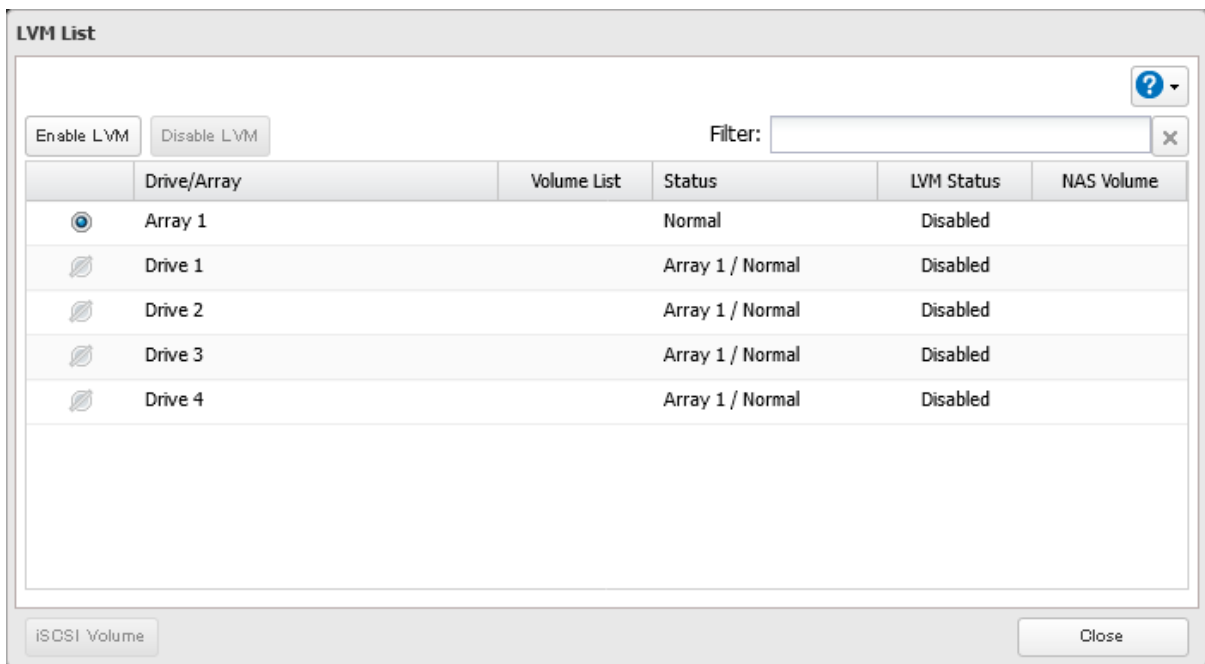 LVM List
?
Enable LVM Disable LVM Filter:
Drive/Array Volume List Status LVM Status NAS Volume
Array 1 Normal Disabled
Drive 1 Array 1 / Normal Disabled
Drive 2 Array 1 / Normal Disabled
Drive 3 Array 1 / Normal Disabled
Drive 4 Array 1 / Normal Disabled
iSCSI Volume Close